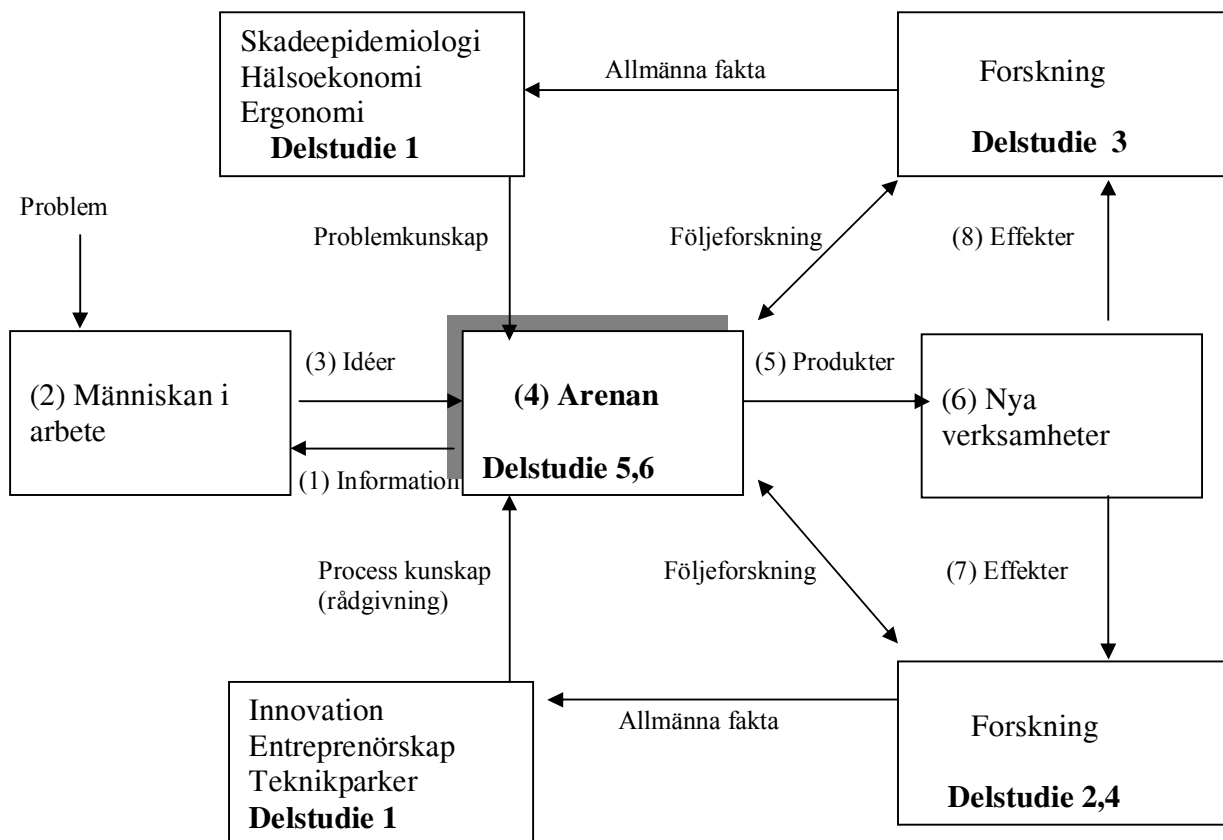 Skadeepidemiologi
Hälsoekonomi
Ergonomi
Delstudie 1
Allmänna fakta
Forskning
Delstudie 3
Problem
Problemkunskap
Följeforskning
(8) Effekter
(2) Människan i
arbete
(3) Idéer
(1) Information
(4) Arenan
Delstudie 5,6
(5) Produkter
(6) Nya
verksamheter
Process kunskap
(rådgivning)
Följeforskning
(7) Effekter
Innovation
Entreprenörskap
Teknikparker
Delstudie 1
Allmänna fakta
Forskning
Delstudie 2,4